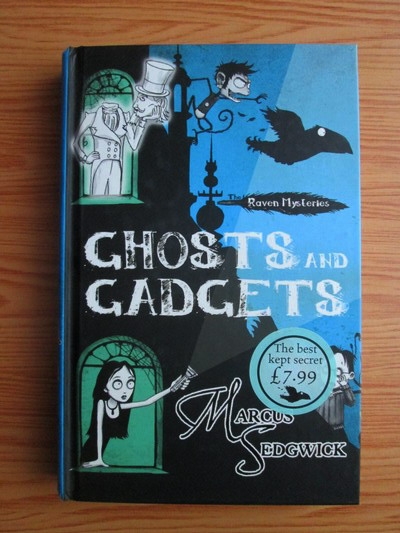 The
Raven Mysteries
GHOSTS AND
GADGETS
The best
kept secret
£7.99
MARCUS
SEDGWICK